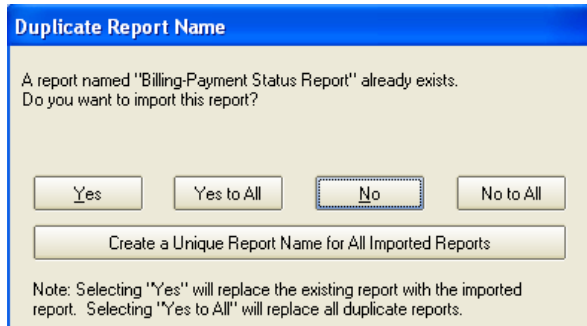 Duplicate Report Name
A report named "Billing-Payment Status Report" already exists.
Do you want to import this report?
Yes
Yes to All
No
No to All
Create a Unique Report Name for All Imported Reports
Note: Selecting "Yes" will replace the existing report with the imported
report.  Selecting "Yes to All" will replace all duplicate reports.